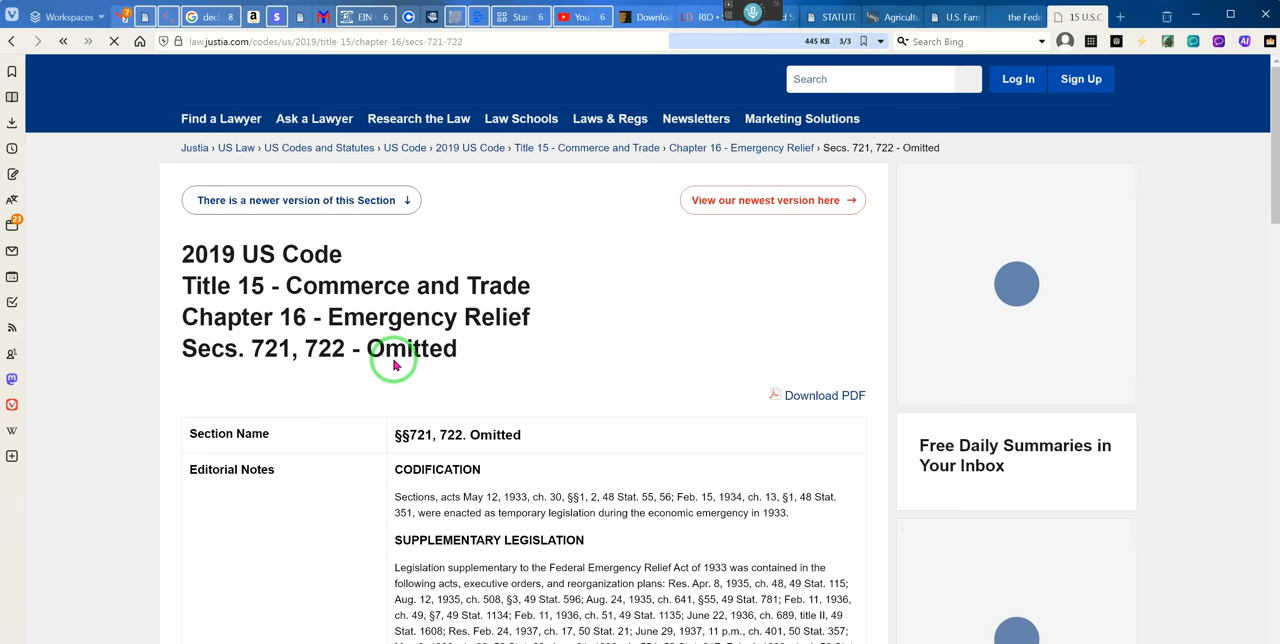 Workspaces
7
decl 8
EIN 6
Start 6
YouT 6
Downlo
RIO •
STATUTE
Agricultu
U.S. Farm
the Fede
15 U.S.C
law.justia.com/codes/us/2019/title-15/chapter-16/secs-721-722
445 KB 3/3
Search Bing
Search
Log In
Sign Up
Find a Lawyer
Ask a Lawyer
Research the Law
Law Schools
Laws & Regs
Newsletters
Marketing Solutions
Justia › US Law › US Codes and Statutes › US Code › 2019 US Code › Title 15 - Commerce and Trade › Chapter 16 - Emergency Relief › Secs. 721, 722 - Omitted
There is a newer version of this Section ↓
View our newest version here →
2019 US Code
Title 15 - Commerce and Trade
Chapter 16 - Emergency Relief
Secs. 721, 722 - Omitted
Download PDF
Section Name
§§721, 722. Omitted
Editorial Notes
CODIFICATION
Sections, acts May 12, 1933, ch. 30, §§1, 2, 48 Stat. 55, 56; Feb. 15, 1934, ch. 13, §1, 48 Stat.
351, were enacted as temporary legislation during the economic emergency in 1933.
SUPPLEMENTARY LEGISLATION
Legislation supplementary to the Federal Emergency Relief Act of 1933 was contained in the
following acts, executive orders, and reorganization plans: Res. Apr. 8, 1935, ch. 48, 49 Stat. 115;
Aug. 12, 1935, ch. 508, §3, 49 Stat. 596; Aug. 24, 1935, ch. 641, §55, 49 Stat. 781; Feb. 11, 1936,
ch. 49, §7, 49 Stat. 1134; Feb. 11, 1936, ch. 51, 49 Stat. 1135; June 22, 1936, ch. 689, title II, 49
Stat. 1608; Res. Feb. 24, 1937, ch. 17, 50 Stat. 21; June 29, 1937, 11 p.m., ch. 401, 50 Stat. 357;
Free Daily Summaries in
Your Inbox
23